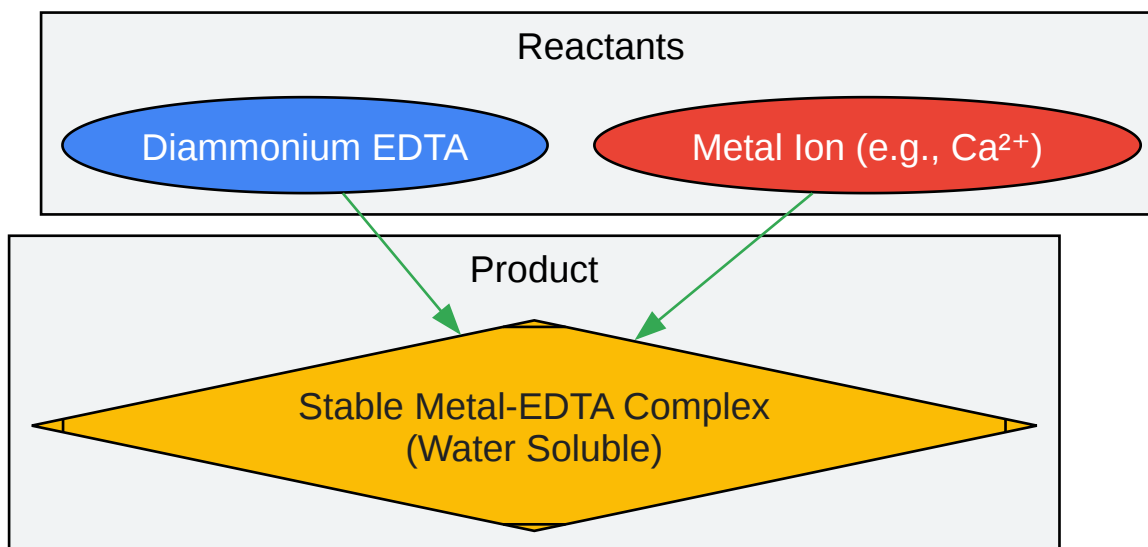 Reactants
Diammonium EDTA
Metal Ion (e.g., Ca²⁺)
Product
Stable Metal-EDTA Complex
(Water Soluble)